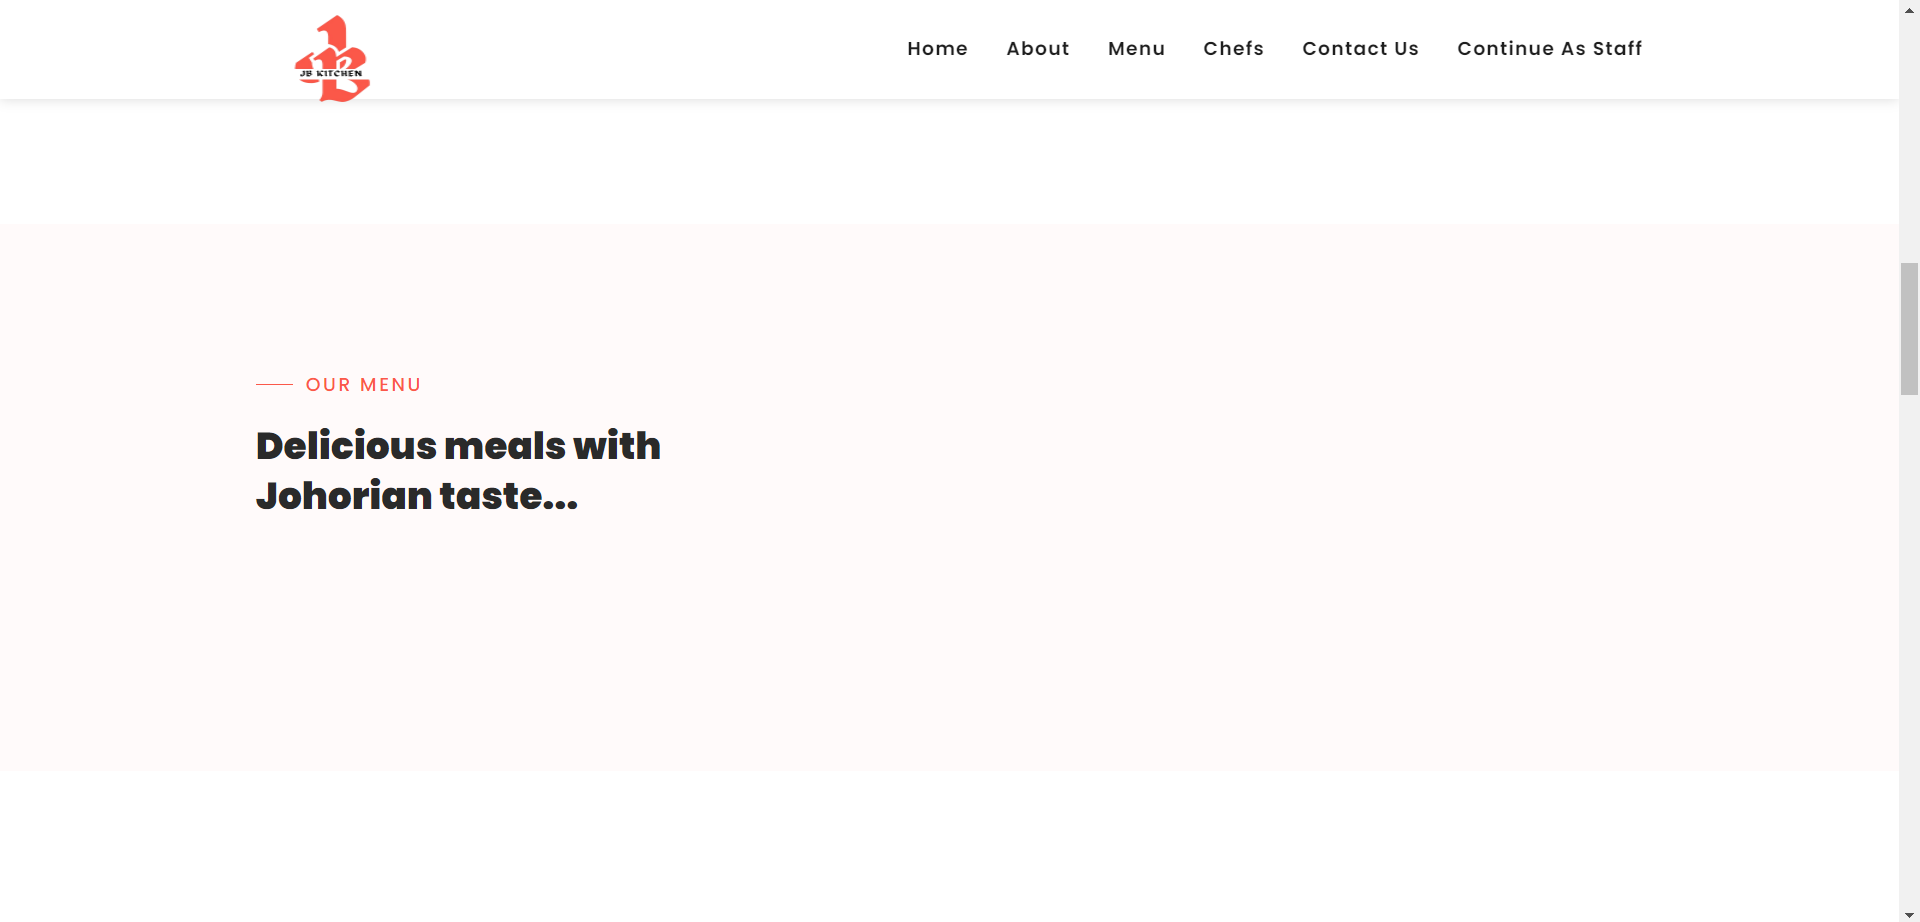 JB KITCHEN
Home About Menu Chefs Contact Us Continue As Staff
OUR MENU
Delicious meals with
Johorian taste...